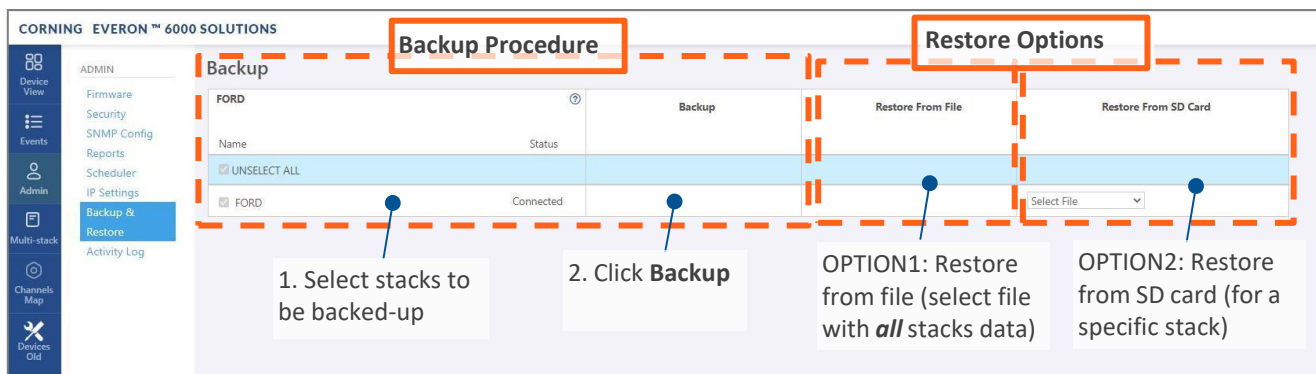 CORNING EVERON ™ 6000 SOLUTIONS
Backup Procedure
Restore Options
Device
View
Events
Admin
Multi-stack
Channels
Map
Devices
Old
ADMIN
Firmware
Security
SNMP Config
Reports
Scheduler
IP Settings
Backup &
Restore
Activity Log
Backup
FORD
Backup
Restore From File
Restore From SD Card
Name
Status
UNSELECT ALL
FORD
Connected
Select File
1. Select stacks to
be backed-up
2. Click Backup
OPTION1: Restore
from file (select file
with all stacks data)
OPTION2: Restore
from SD card (for a
specific stack)